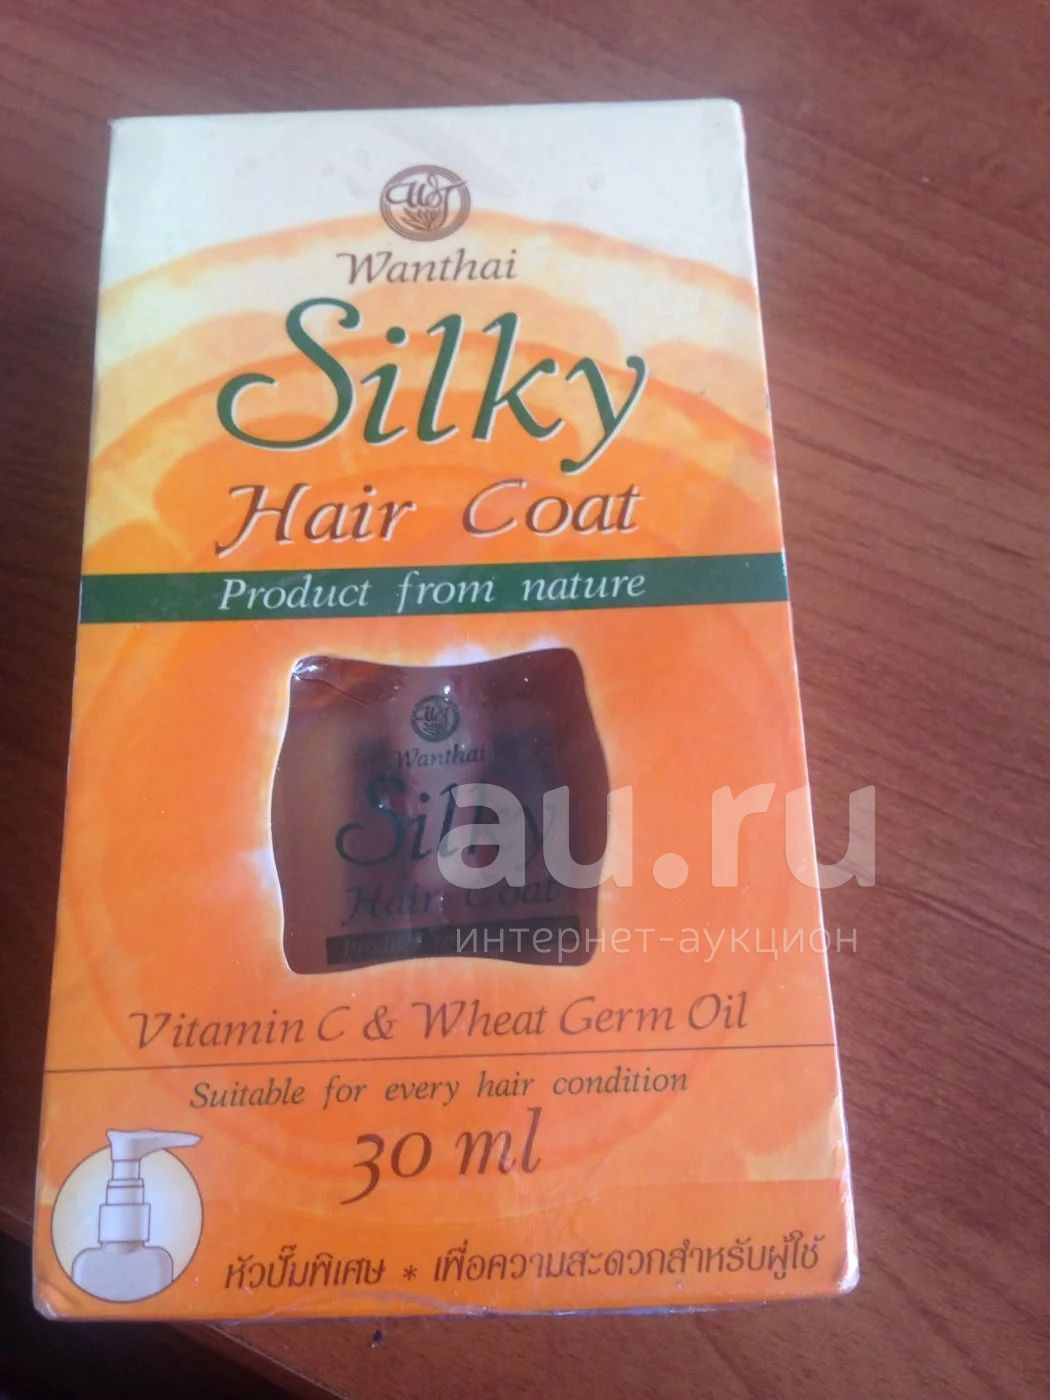 WT
Wanthai
Silky
Hair Coat
Product from nature
WT
Wanthai
Silky
Hair Coat
au.ru
интернет-аукцион
Vitamin C & Wheat Germ Oil
Suitable for every hair condition
30 ml
หัวปั๊มพิเศษ * เพื่อความสะดวกสำหรับผู้ใช้